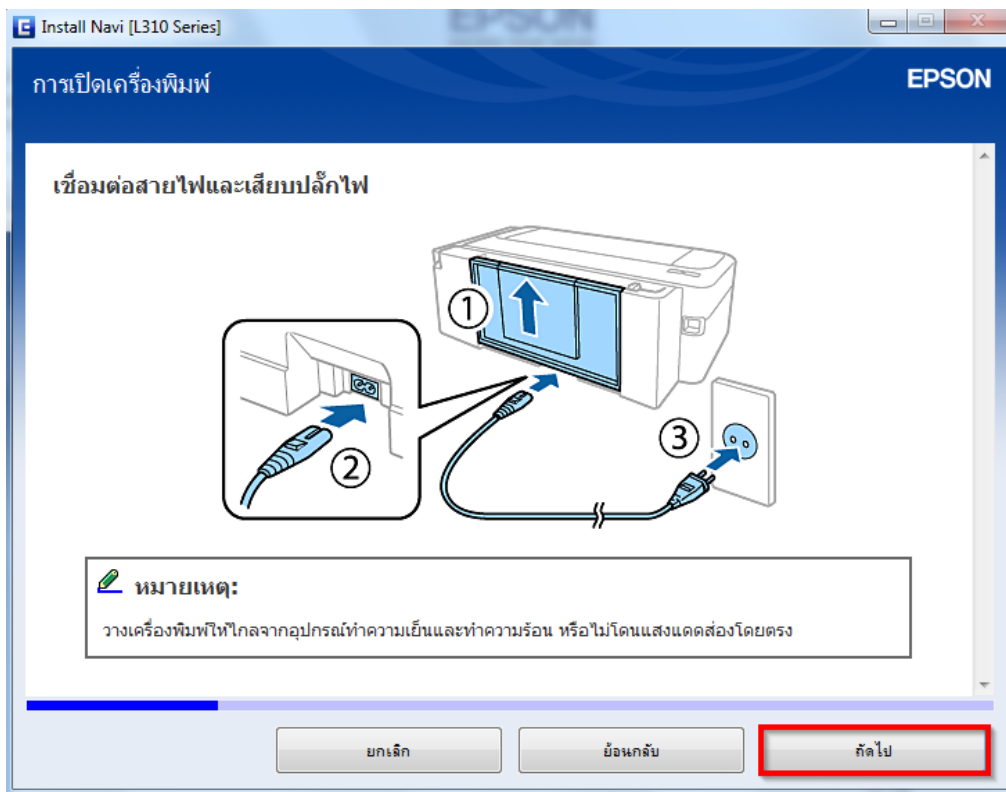 EPSON
Install Navi [L310 Series]
การเปิดเครื่องพิมพ์
EPSON
เชื่อมต่อสายไฟและเสียบปลั๊กไฟ
1
2
3
หมายเหตุ:
วางเครื่องพิมพ์ให้ไกลจากอุปกรณ์ทำความเย็นและทำความร้อน หรือไม่โดนแสงแดดส่องโดยตรง
ยกเลิก
ย้อนกลับ
ถัดไป